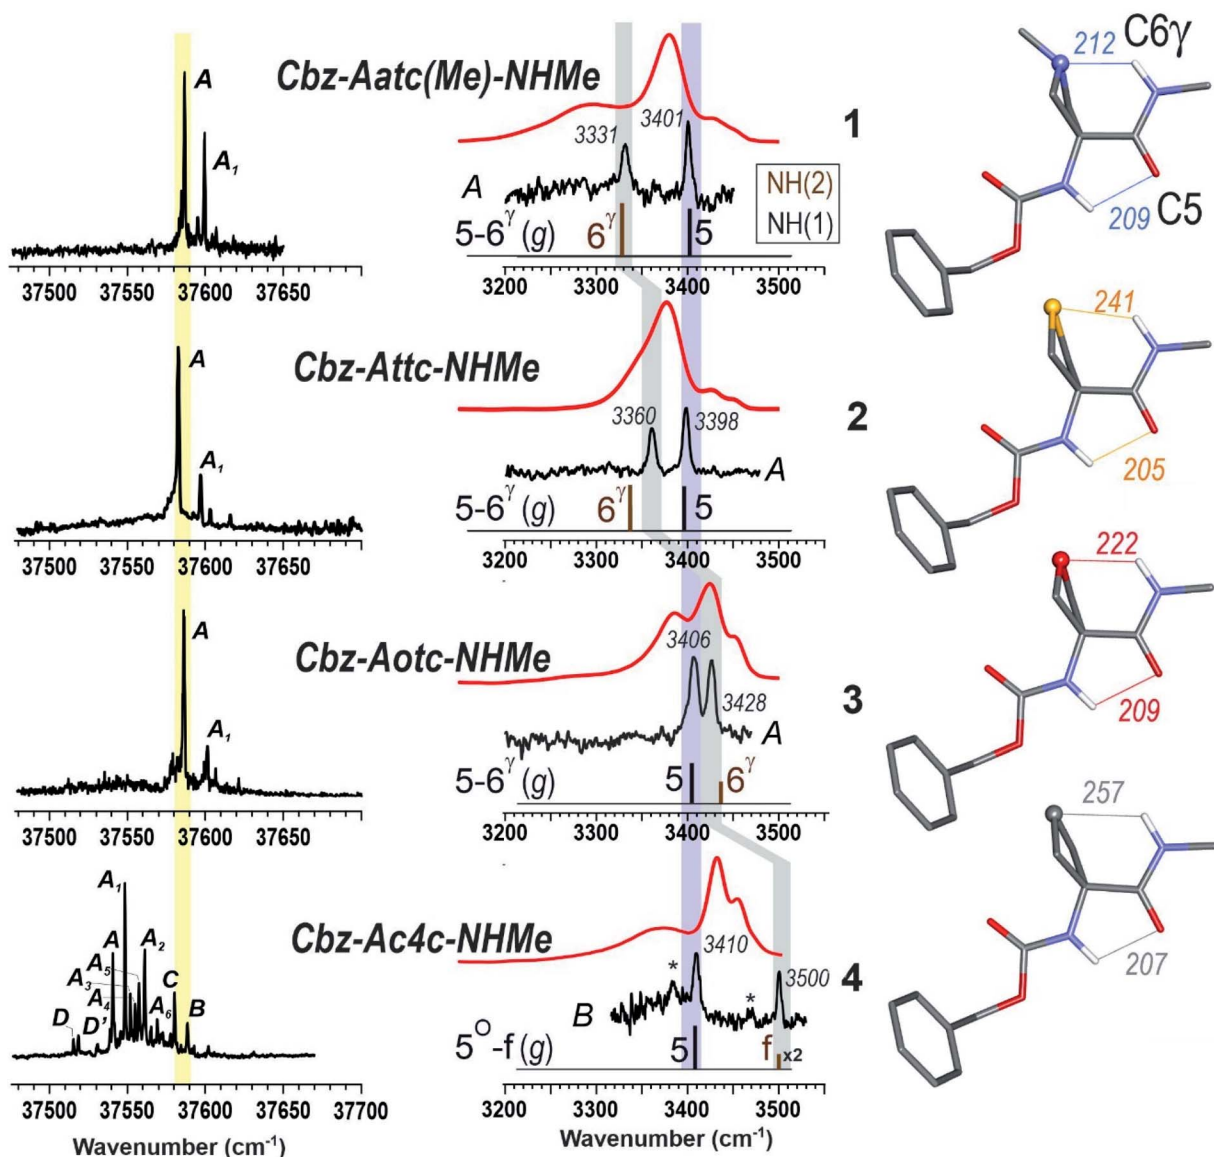 A
A1
37500 37550 37600 37650
Cbz-Aatc(Me)-NHMe
3331
3401
A
NH(2)
NH(1)
5-6γ (g)
6γ
5
3200 3300 3400 3500
1
212
C6γ
209
C5
A
A1
37500 37550 37600 37650
Cbz-Attc-NHMe
3360
3398
A
5-6γ (g)
6γ
5
3200 3300 3400 3500
2
241
205
A
A1
37500 37550 37600 37650
Cbz-Aotc-NHMe
3406
3428
A
5-6γ (g)
5
6γ
3200 3300 3400 3500
3
222
209
A1
A
A2
A5
A3
A4
A6
C
B
D
D'
37500 37550 37600 37650 37700
Wavenumber (cm-1)
Cbz-Ac4c-NHMe
3410
3500
*
*
B
5O-f (g)
5
f x2
3200 3300 3400 3500
Wavenumber (cm-1)
4
257
207